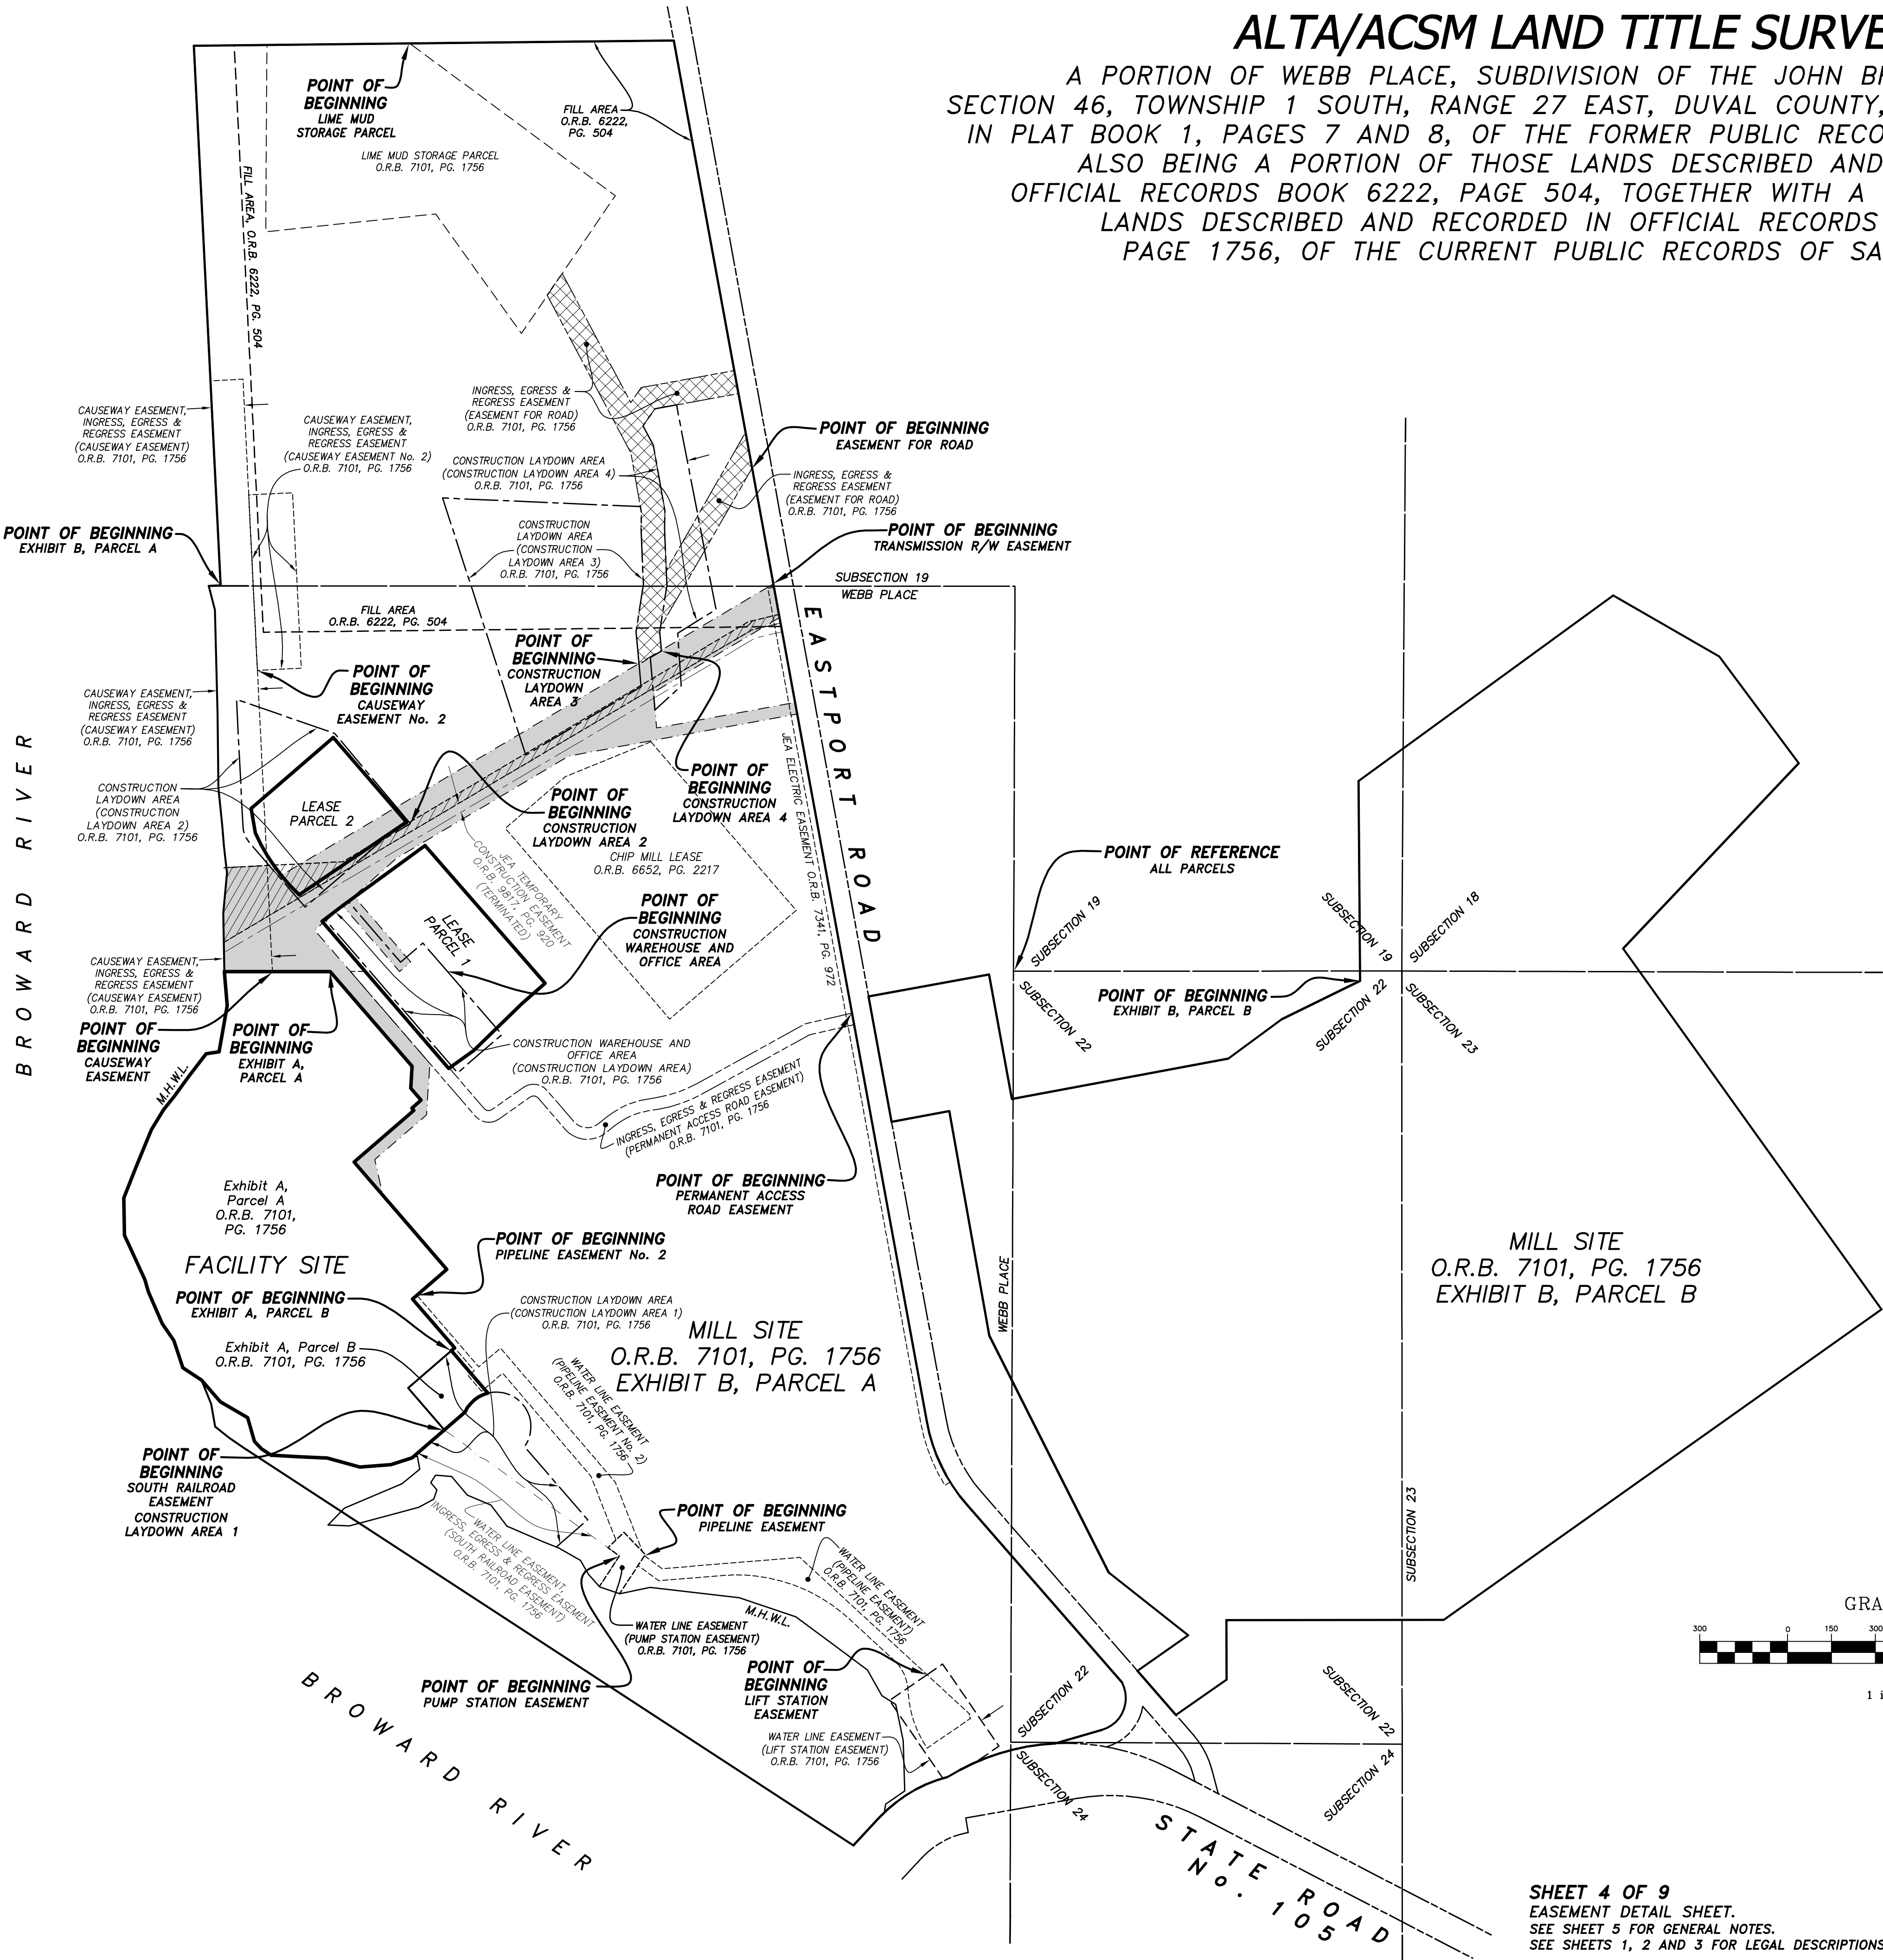 ALTA/ACSM LAND TITLE SURVE
A PORTION OF WEBB PLACE, SUBDIVISION OF THE JOHN
SECTION 46, TOWNSHIP 1 SOUTH, RANGE 27 EAST, DUVAL COUNTY,
IN PLAT BOOK 1, PAGES 7 AND 8, OF THE FORMER PUBLIC RECO
ALSO BEING A PORTION OF THOSE LANDS DESCRIBED AND
OFFICIAL RECORDS BOOK 6222, PAGE 504, TOGETHER WITH A
LANDS DESCRIBED AND RECORDED IN OFFICIAL RECORDS
PAGE 1756, OF THE CURRENT PUBLIC RECORDS OF SA
POINT OF
BEGINNING
LIME MUD
STORAGE PARCEL
LIME MUD STORAGE PARCEL
O.R.B. 7101, PG. 1756
FILL AREA
O.R.B. 6222,
PG. 504
FILL AREA, O.R.B. 6222, PG. 504
CAUSEWAY EASEMENT,
INGRESS, EGRESS &
REGRESS EASEMENT
(CAUSEWAY EASEMENT)
O.R.B. 7101, PG. 1756
CAUSEWAY EASEMENT,
INGRESS, EGRESS &
REGRESS EASEMENT
(CAUSEWAY EASEMENT No. 2)
O.R.B. 7101, PG. 1756
INGRESS, EGRESS &
REGRESS EASEMENT
(EASEMENT FOR ROAD)
O.R.B. 7101, PG. 1756
CONSTRUCTION LAYDOWN AREA
(CONSTRUCTION LAYDOWN AREA 4)
O.R.B. 7101, PG. 1756
POINT OF BEGINNING
EASEMENT FOR ROAD
INGRESS, EGRESS &
REGRESS EASEMENT
(EASEMENT FOR ROAD)
O.R.B. 7101, PG. 1756
POINT OF BEGINNING
EXHIBIT B, PARCEL A
CONSTRUCTION
LAYDOWN AREA
(CONSTRUCTION
LAYDOWN AREA 3)
O.R.B. 7101, PG. 1756
POINT OF BEGINNING
TRANSMISSION R/W EASEMENT
SUBSECTION 19
WEBB PLACE
FILL AREA
O.R.B. 6222, PG. 504
POINT OF
BEGINNING
CONSTRUCTION
LAYDOWN
AREA 3
POINT OF
BEGINNING
CAUSEWAY
EASEMENT No. 2
CAUSEWAY EASEMENT,
INGRESS, EGRESS &
REGRESS EASEMENT
(CAUSEWAY EASEMENT)
O.R.B. 7101, PG. 1756
BROWARD RIVER
EASTPORT ROAD
JEA ELECTRIC EASEMENT O.R.B. 7341, PG. 972
CONSTRUCTION
LAYDOWN AREA
(CONSTRUCTION
LAYDOWN AREA 2)
O.R.B. 7101, PG. 1756
LEASE
PARCEL 2
POINT OF
BEGINNING
CONSTRUCTION
LAYDOWN AREA 2
POINT OF
BEGINNING
CONSTRUCTION
LAYDOWN AREA 4
CHIP MILL LEASE
O.R.B. 6652, PG. 2217
JEA TEMPORARY
CONSTRUCTION EASEMENT
O.R.B. 9817, PG. 920
(TERMINATED)
LEASE
PARCEL 1
POINT OF
BEGINNING
CONSTRUCTION
WAREHOUSE AND
OFFICE AREA
POINT OF REFERENCE
ALL PARCELS
SUBSECTION 19
SUBSECTION 22
SUBSECTION 19
SUBSECTION 18
SUBSECTION 22
SUBSECTION 23
POINT OF BEGINNING
EXHIBIT B, PARCEL B
CAUSEWAY EASEMENT,
INGRESS, EGRESS &
REGRESS EASEMENT
(CAUSEWAY EASEMENT)
O.R.B. 7101, PG. 1756
POINT OF
BEGINNING
CAUSEWAY
EASEMENT
POINT OF
BEGINNING
EXHIBIT A,
PARCEL A
M.H.W.L.
CONSTRUCTION WAREHOUSE AND
OFFICE AREA
(CONSTRUCTION LAYDOWN AREA)
O.R.B. 7101, PG. 1756
INGRESS, EGRESS & REGRESS EASEMENT
(PERMANENT ACCESS ROAD EASEMENT)
O.R.B. 7101, PG. 1756
POINT OF BEGINNING
PERMANENT ACCESS
ROAD EASEMENT
Exhibit A,
Parcel A
O.R.B. 7101,
PG. 1756
FACILITY SITE
POINT OF BEGINNING
PIPELINE EASEMENT No. 2
POINT OF BEGINNING
EXHIBIT A, PARCEL B
Exhibit A, Parcel B
O.R.B. 7101, PG. 1756
CONSTRUCTION LAYDOWN AREA
(CONSTRUCTION LAYDOWN AREA 1)
O.R.B. 7101, PG. 1756
MILL SITE
O.R.B. 7101, PG. 1756
EXHIBIT B, PARCEL A
WEBB PLACE
MILL SITE
O.R.B. 7101, PG. 1756
EXHIBIT B, PARCEL B
SUBSECTION 23
WATER LINE EASEMENT
(PIPELINE EASEMENT No. 2)
O.R.B. 7101, PG. 1756
POINT OF
BEGINNING
SOUTH RAILROAD
EASEMENT
CONSTRUCTION
LAYDOWN AREA 1
WATER LINE EASEMENT,
INGRESS, EGRESS & REGRESS EASEMENT
(SOUTH RAILROAD EASEMENT)
O.R.B. 7101, PG. 1756
POINT OF BEGINNING
PIPELINE EASEMENT
WATER LINE EASEMENT
(PIPELINE EASEMENT)
O.R.B. 7101, PG. 1756
M.H.W.L.
WATER LINE EASEMENT
(PUMP STATION EASEMENT)
O.R.B. 7101, PG. 1756
POINT OF BEGINNING
PUMP STATION EASEMENT
POINT OF
BEGINNING
LIFT STATION
EASEMENT
WATER LINE EASEMENT
(LIFT STATION EASEMENT)
O.R.B. 7101, PG. 1756
SUBSECTION 22
SUBSECTION 24
SUBSECTION 22
SUBSECTION 24
BROWARD RIVER
STATE ROAD
No. 105
GRA
300 0 150 300
1 i
SHEET 4 OF 9
EASEMENT DETAIL SHEET.
SEE SHEET 5 FOR GENERAL NOTES.
SEE SHEETS 1, 2 AND 3 FOR LEGAL DESCRIPTIONS